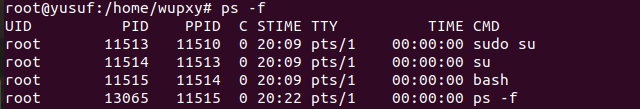 root@yusuf:/home/wupxy# ps -f
UID          PID    PPID  C STIME TTY          TIME CMD
root       11513   11510  0 20:09 pts/1    00:00:00 sudo su
root       11514   11513  0 20:09 pts/1    00:00:00 su
root       11515   11514  0 20:09 pts/1    00:00:00 bash
root       13065   11515  0 20:22 pts/1    00:00:00 ps -f